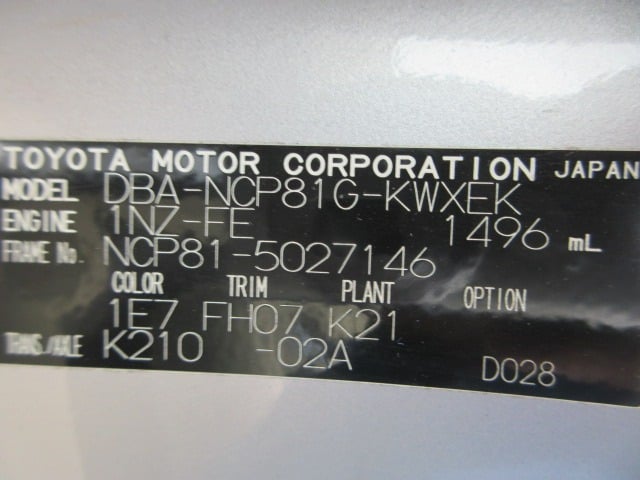 TOYOTA MOTOR CORPORATION JAPAN
MODEL DBA-NCP81G-KWXEK
ENGINE 1NZ-FE 1496 mL
FRAME No. NCP81-5027146
COLOR TRIM PLANT OPTION
1E7 FH07 K21
TRANS./AXLE K210 -02A D028